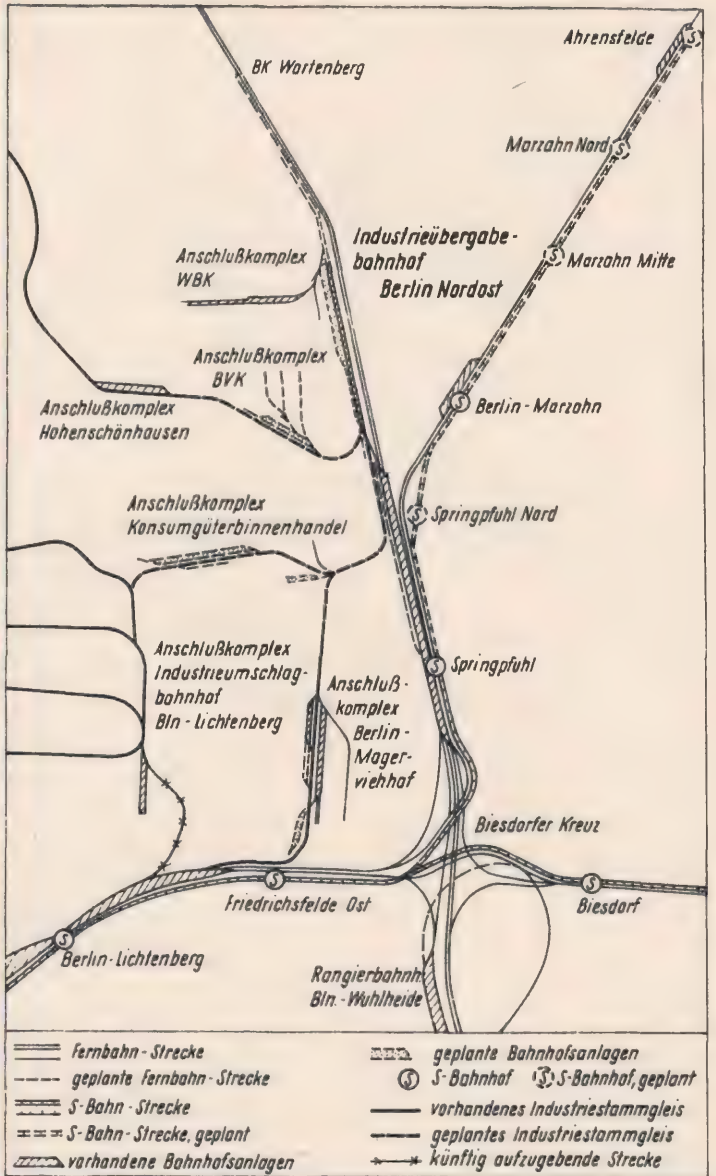 Ahrensfelde
BK Wartenberg
Marzahn Nord
Industrieübergabe-
bahnhof
Berlin Nordost
Marzahn Mitte
Anschlußkomplex
WBK
Anschlußkomplex
BVK
Anschlußkomplex
Hohenschönhausen
Berlin-Marzahn
Springpfuhl Nord
Anschlußkomplex
Konsumgüterbinnenhandel
Anschlußkomplex
Industrieumschlag-
bahnhof
Bln-Lichtenberg
Springpfuhl
Anschluß-
komplex
Berlin-
Mager-
viehhof
Biesdorfer Kreuz
Friedrichsfelde Ost
Biesdorf
Berlin-Lichtenberg
Rangierbahnh.
Bln.-Wuhlheide
Fernbahn-Strecke
geplante Fernbahn-Strecke
S-Bahn-Strecke
S-Bahn-Strecke, geplant
vorhandene Bahnhofsanlagen
geplante Bahnhofsanlagen
S S-Bahnhof S S-Bahnhof, geplant
vorhandenes Industriestammgleis
geplantes Industriestammgleis
künftig aufzugebende Strecke